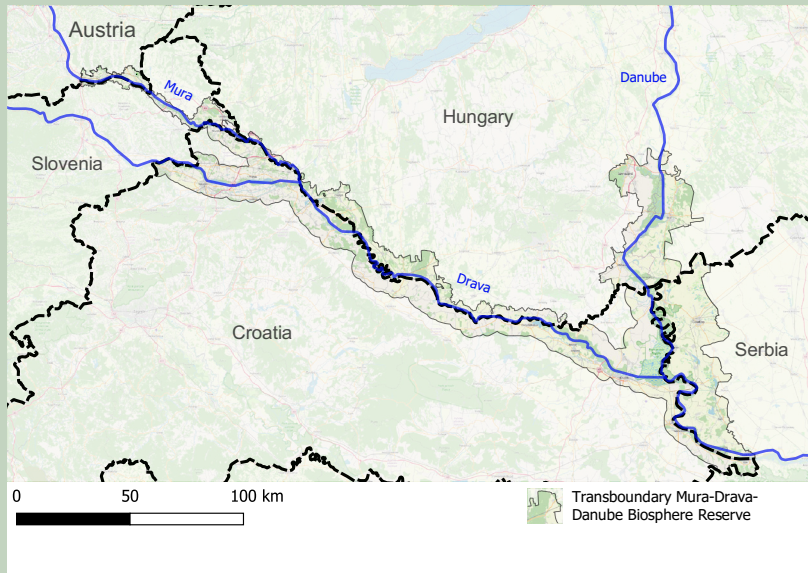 Austria
Mura
Danube
Hungary
Slovenia
Drava
Croatia
Serbia
0 50 100 km
Transboundary Mura-Drava-
Danube Biosphere Reserve